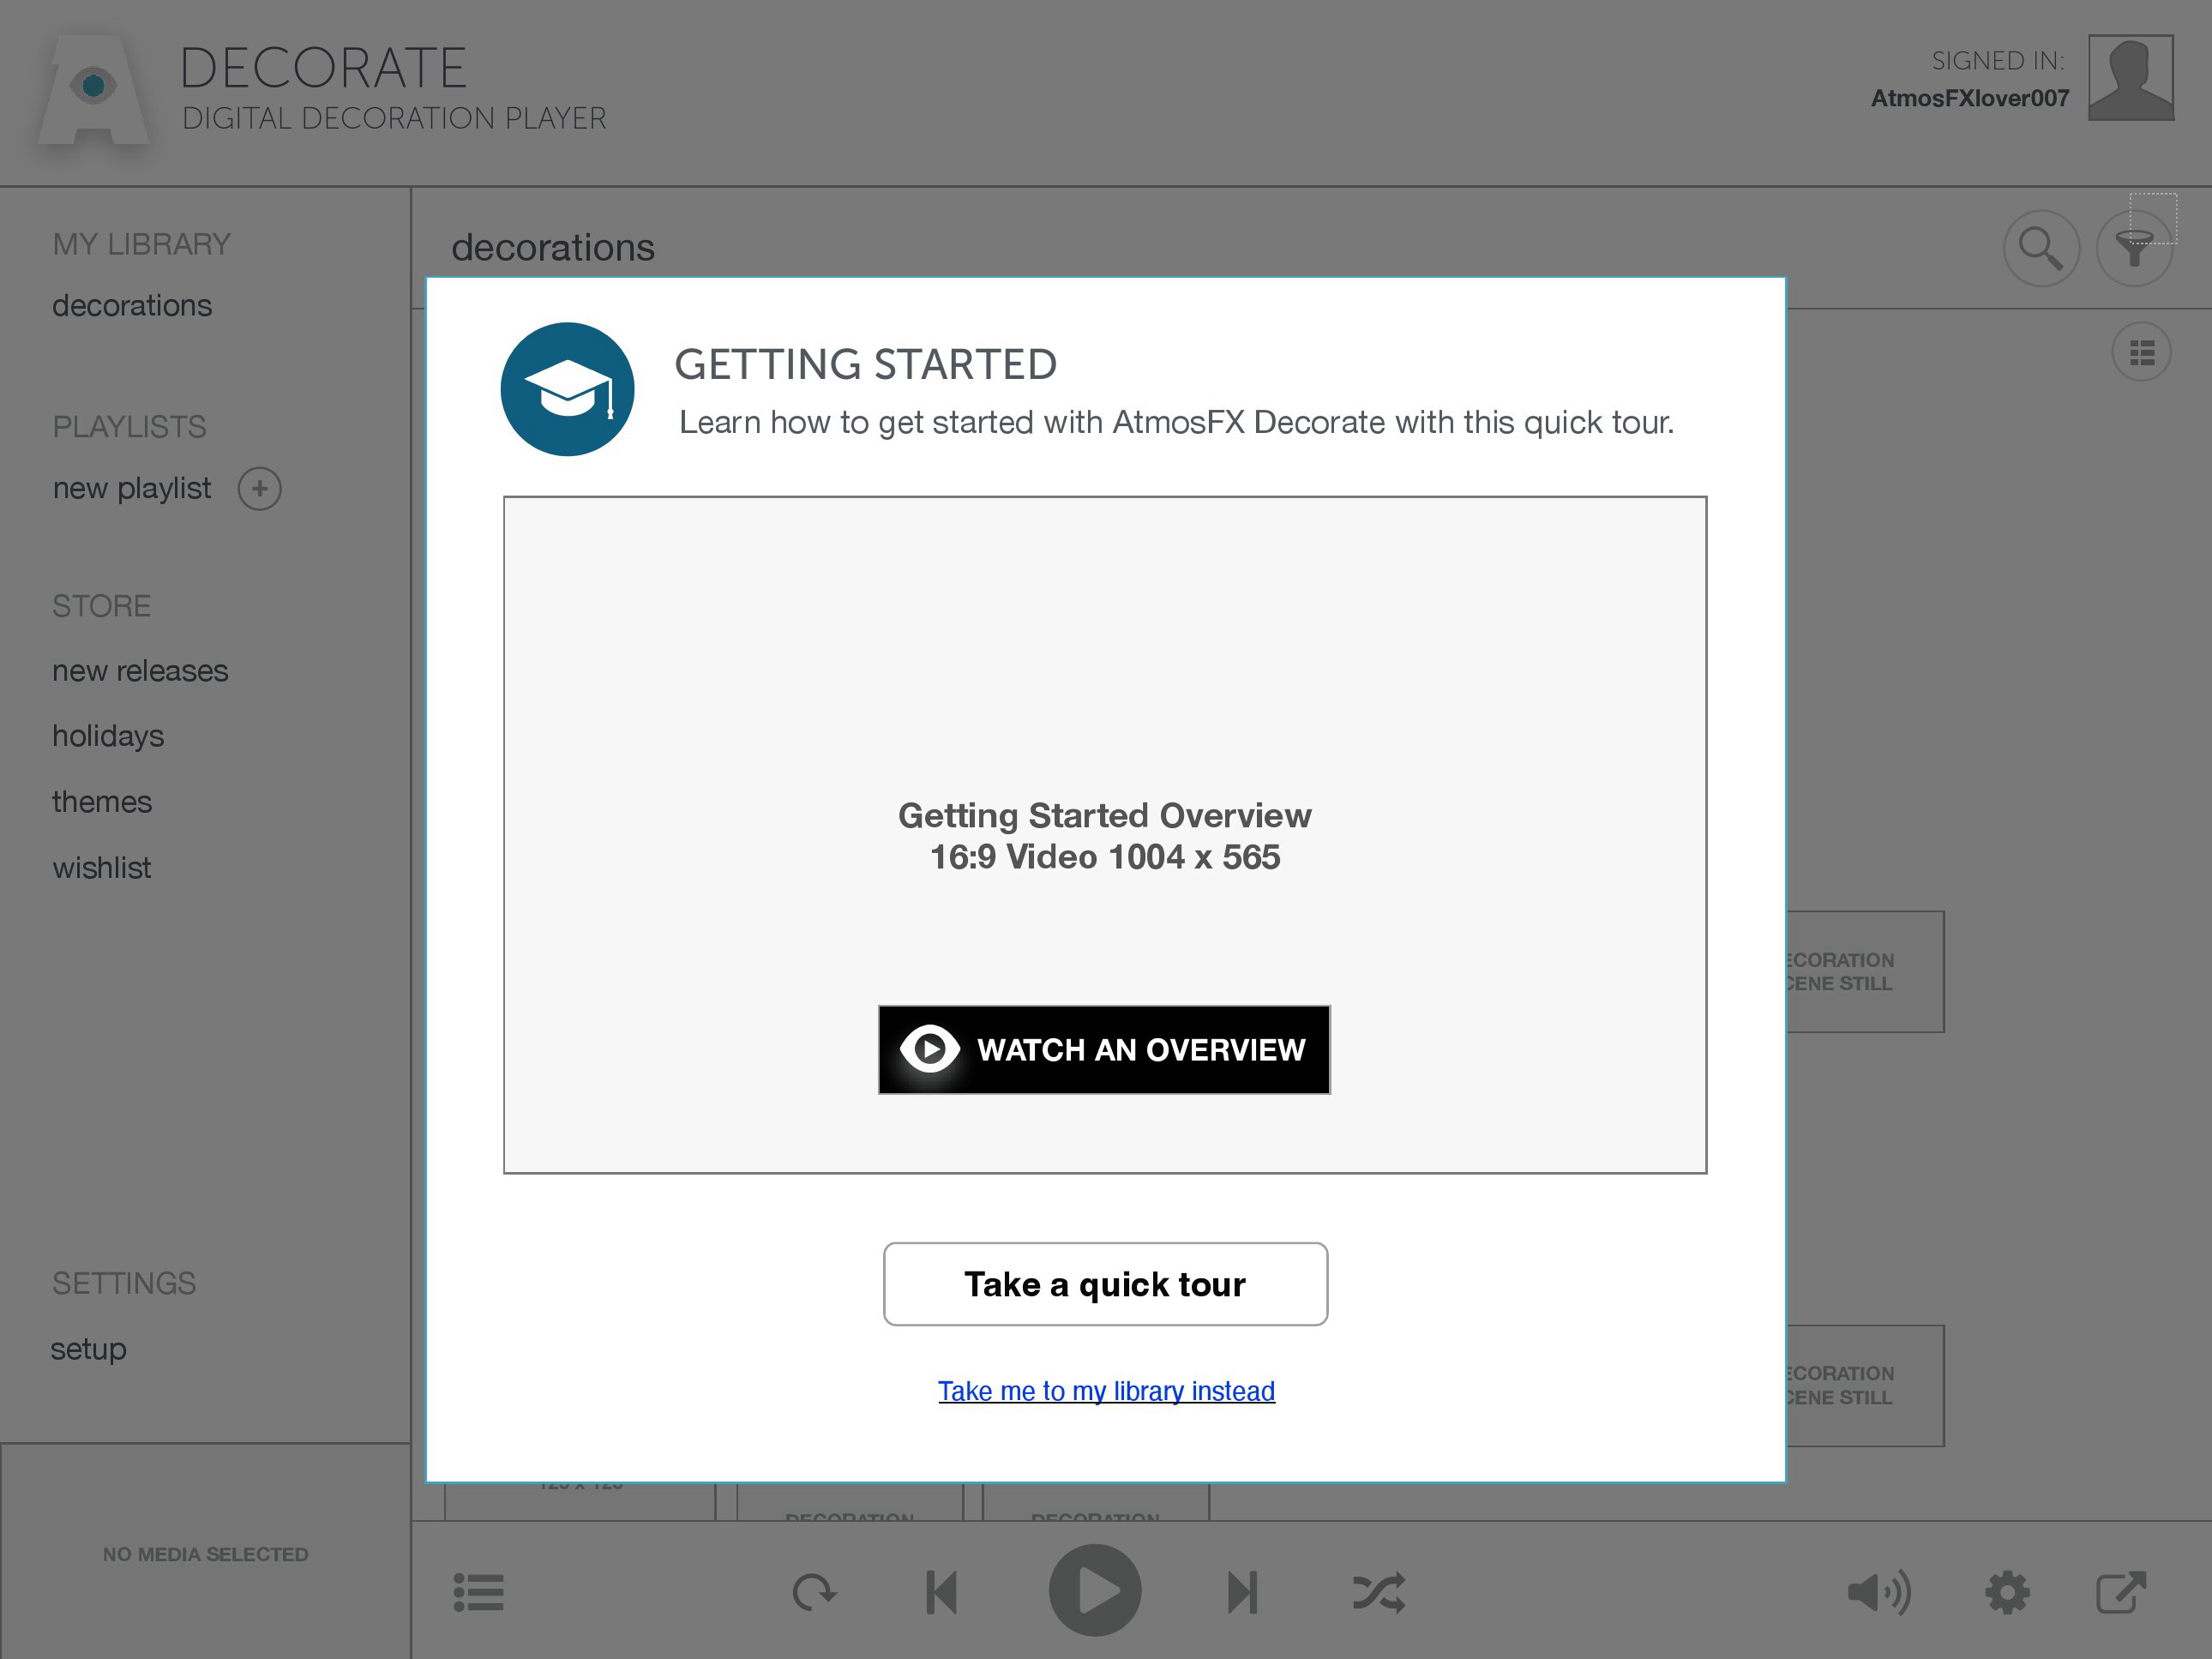 DECORATE
DIGITAL DECORATION PLAYER
SIGNED IN:
AtmosFXlover007
MY LIBRARY
decorations
PLAYLISTS
new playlist
STORE
new releases
holidays
themes
wishlist
SETTINGS
setup
NO MEDIA SELECTED
decorations
GETTING STARTED
Learn how to get started with AtmosFX Decorate with this quick tour.
Getting Started Overview
16:9 Video 1004 x 565
WATCH AN OVERVIEW
Take a quick tour
Take me to my library instead
ECORATION
CENE STILL
ECORATION
CENE STILL
DECORATION
DECORATION